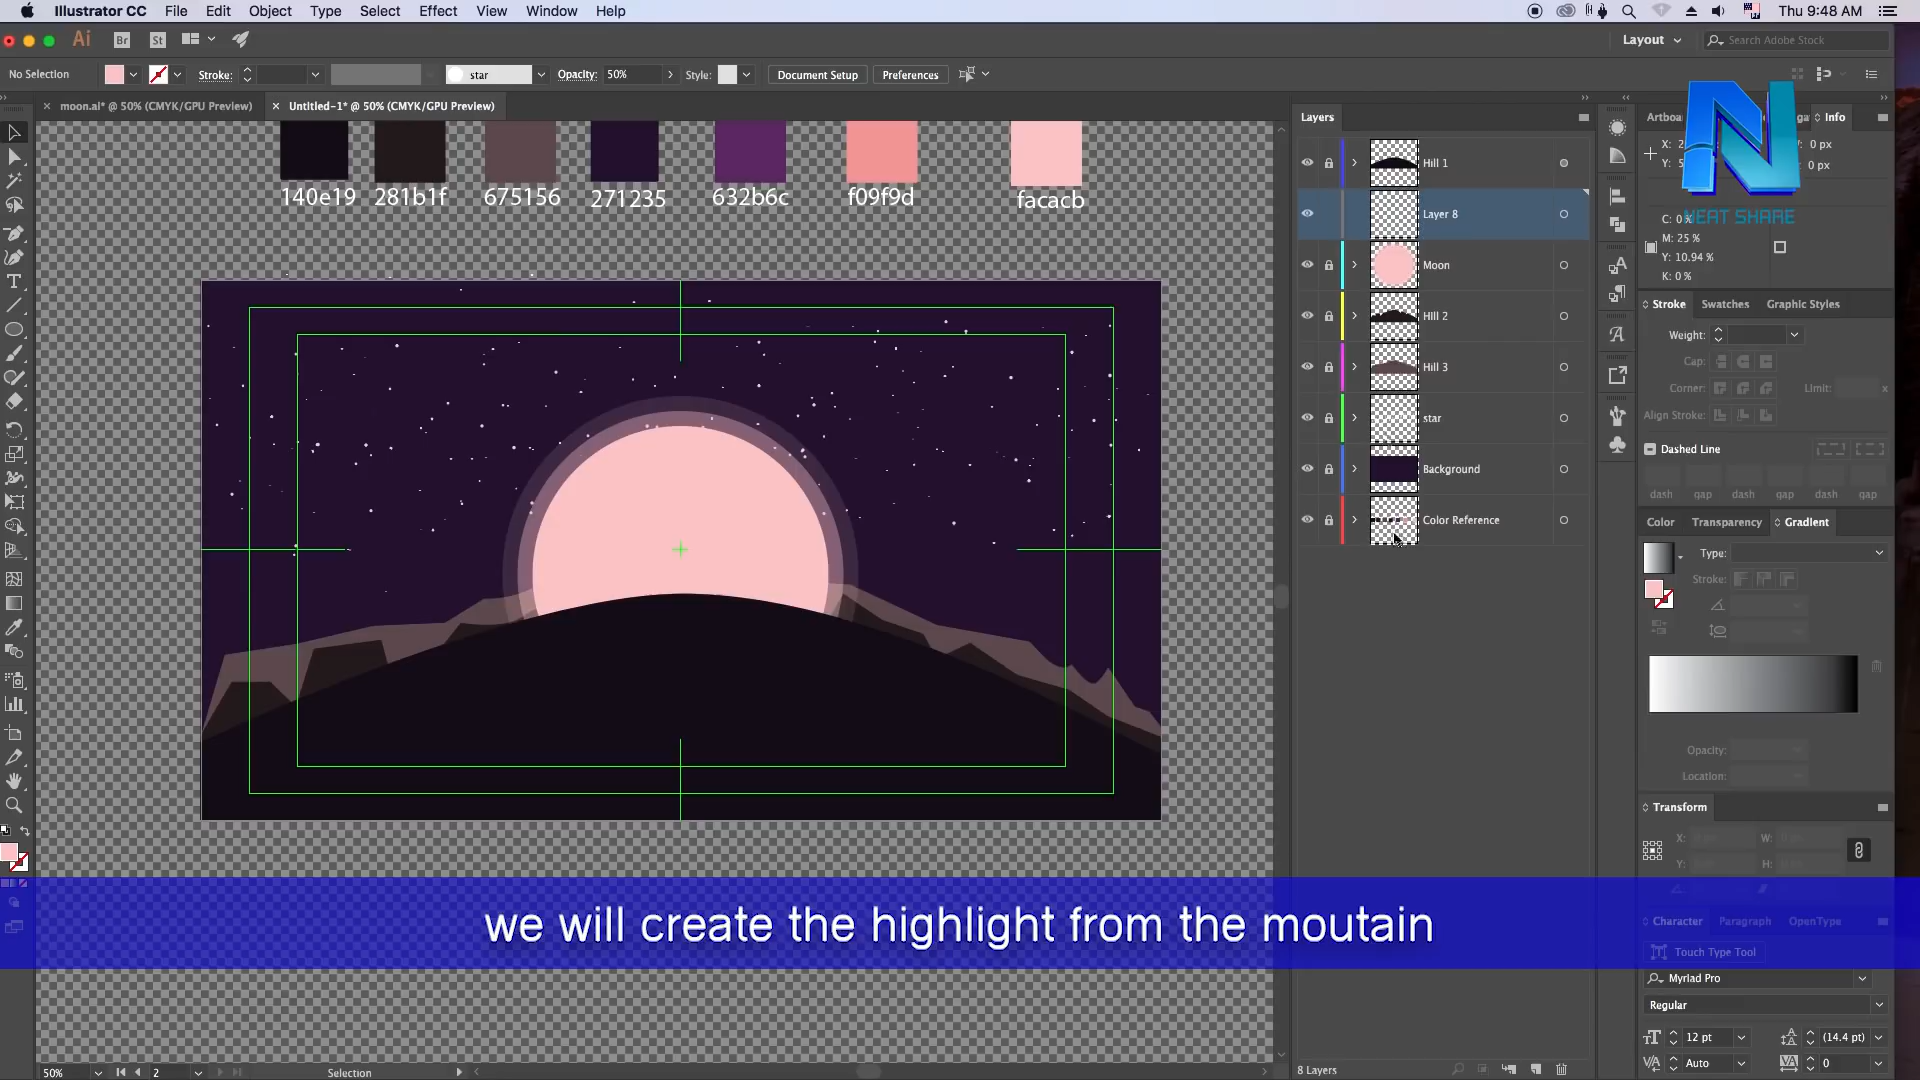 Illustrator CC File Edit Object Type Select Effect View Window Help
Thu 9:48 AM
Ai Br St
Layout Search Adobe Stock
No Selection Stroke: star Opacity: 50% Style: Document Setup Preferences
moon.ai* @ 50% (CMYK/GPU Preview) Untitled-1* @ 50% (CMYK/GPU Preview)
140e19 281b1f 675156 271235 632b6c f09f9d facacb
Layers
Hill 1
Layer 8
Moon
Hill 2
Hill 3
star
Background
Color Reference
8 Layers
Info
X: W: 0 px
0 px
NEAT SHARE
C: 0 %
M: 25 %
Y: 10.94 %
K: 0 %
Stroke Swatches Graphic Styles
Weight:
Cap:
Corner: Limit: x
Align Stroke:
Dashed Line
dash gap dash gap dash gap
Color Transparency Gradient
Type:
Stroke:
Opacity:
Location:
Transform
X: W:
Y: H:
we will create the highlight from the moutain
Character Paragraph OpenType
Touch Type Tool
Myriad Pro
Regular
12 pt (14.4 pt)
Auto 0
50% 2 Selection